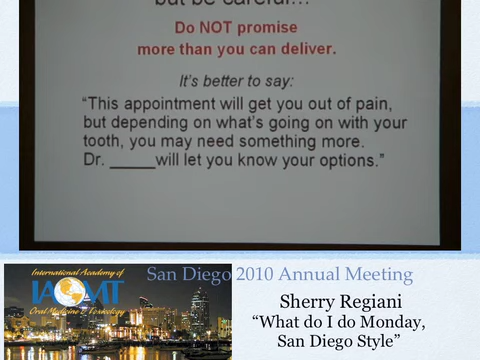 but be careful...
Do NOT promise
more than you can deliver.
It's better to say:
"This appointment will get you out of pain,
but depending on what's going on with your
tooth, you may need something more.
Dr. _____will let you know your options."
International Academy of
IAOMT
Oral Medicine & Toxicology
San Diego 2010 Annual Meeting
Sherry Regiani
"What do I do Monday,
San Diego Style"